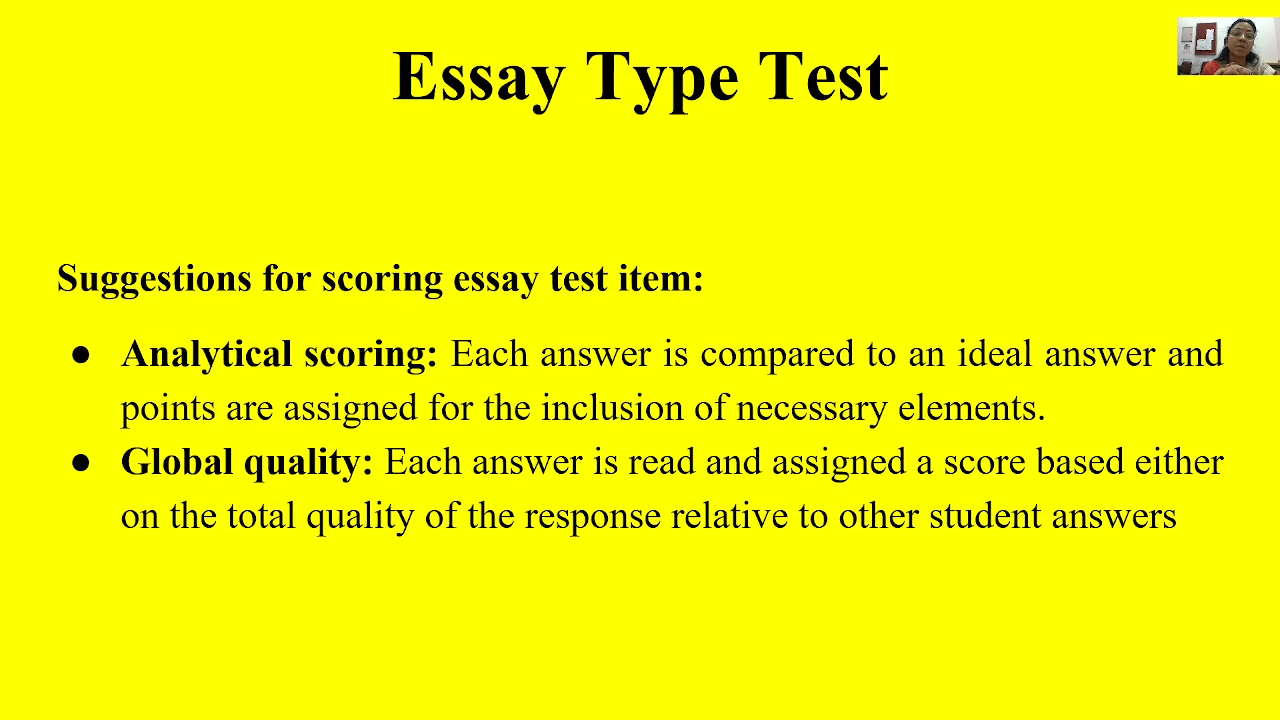 Essay Type Test
Suggestions for scoring essay test item:
● Analytical scoring: Each answer is compared to an ideal answer and
points are assigned for the inclusion of necessary elements.
● Global quality: Each answer is read and assigned a score based either
on the total quality of the response relative to other student answers